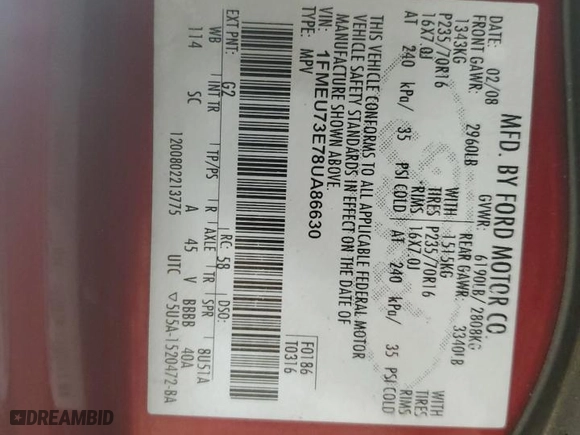 MFD. BY FORD MOTOR CO.
DATE: 02/08 GVWR: 6190LB/ 2808KG
FRONT GAWR: 2960LB REAR GAWR: 3340LB
1343KG WITH 1515KG WITH
P235/70R16 TIRES P235/70R16 TIRES
16X7.0J RIMS 16X7.0J RIMS
AT 240 kPa/ 35 PSI COLD AT 240 kPa/ 35 PSI COLD
THIS VEHICLE CONFORMS TO ALL APPLICABLE FEDERAL MOTOR
VEHICLE SAFETY STANDARDS IN EFFECT ON THE DATE OF
MANUFACTURE SHOWN ABOVE.
VIN: 1FMEU73E78UA86630
TYPE: MPV
F0186
T0316
EXT PNT: G2 RC: 58 DSO:
WB INT TR TP/PS R AXLE TR SPR 8U51A
114 5C A 45 V BBBB 40A
1200802213775 UTC ▽5U5A-1520472-BA
DREAMBID